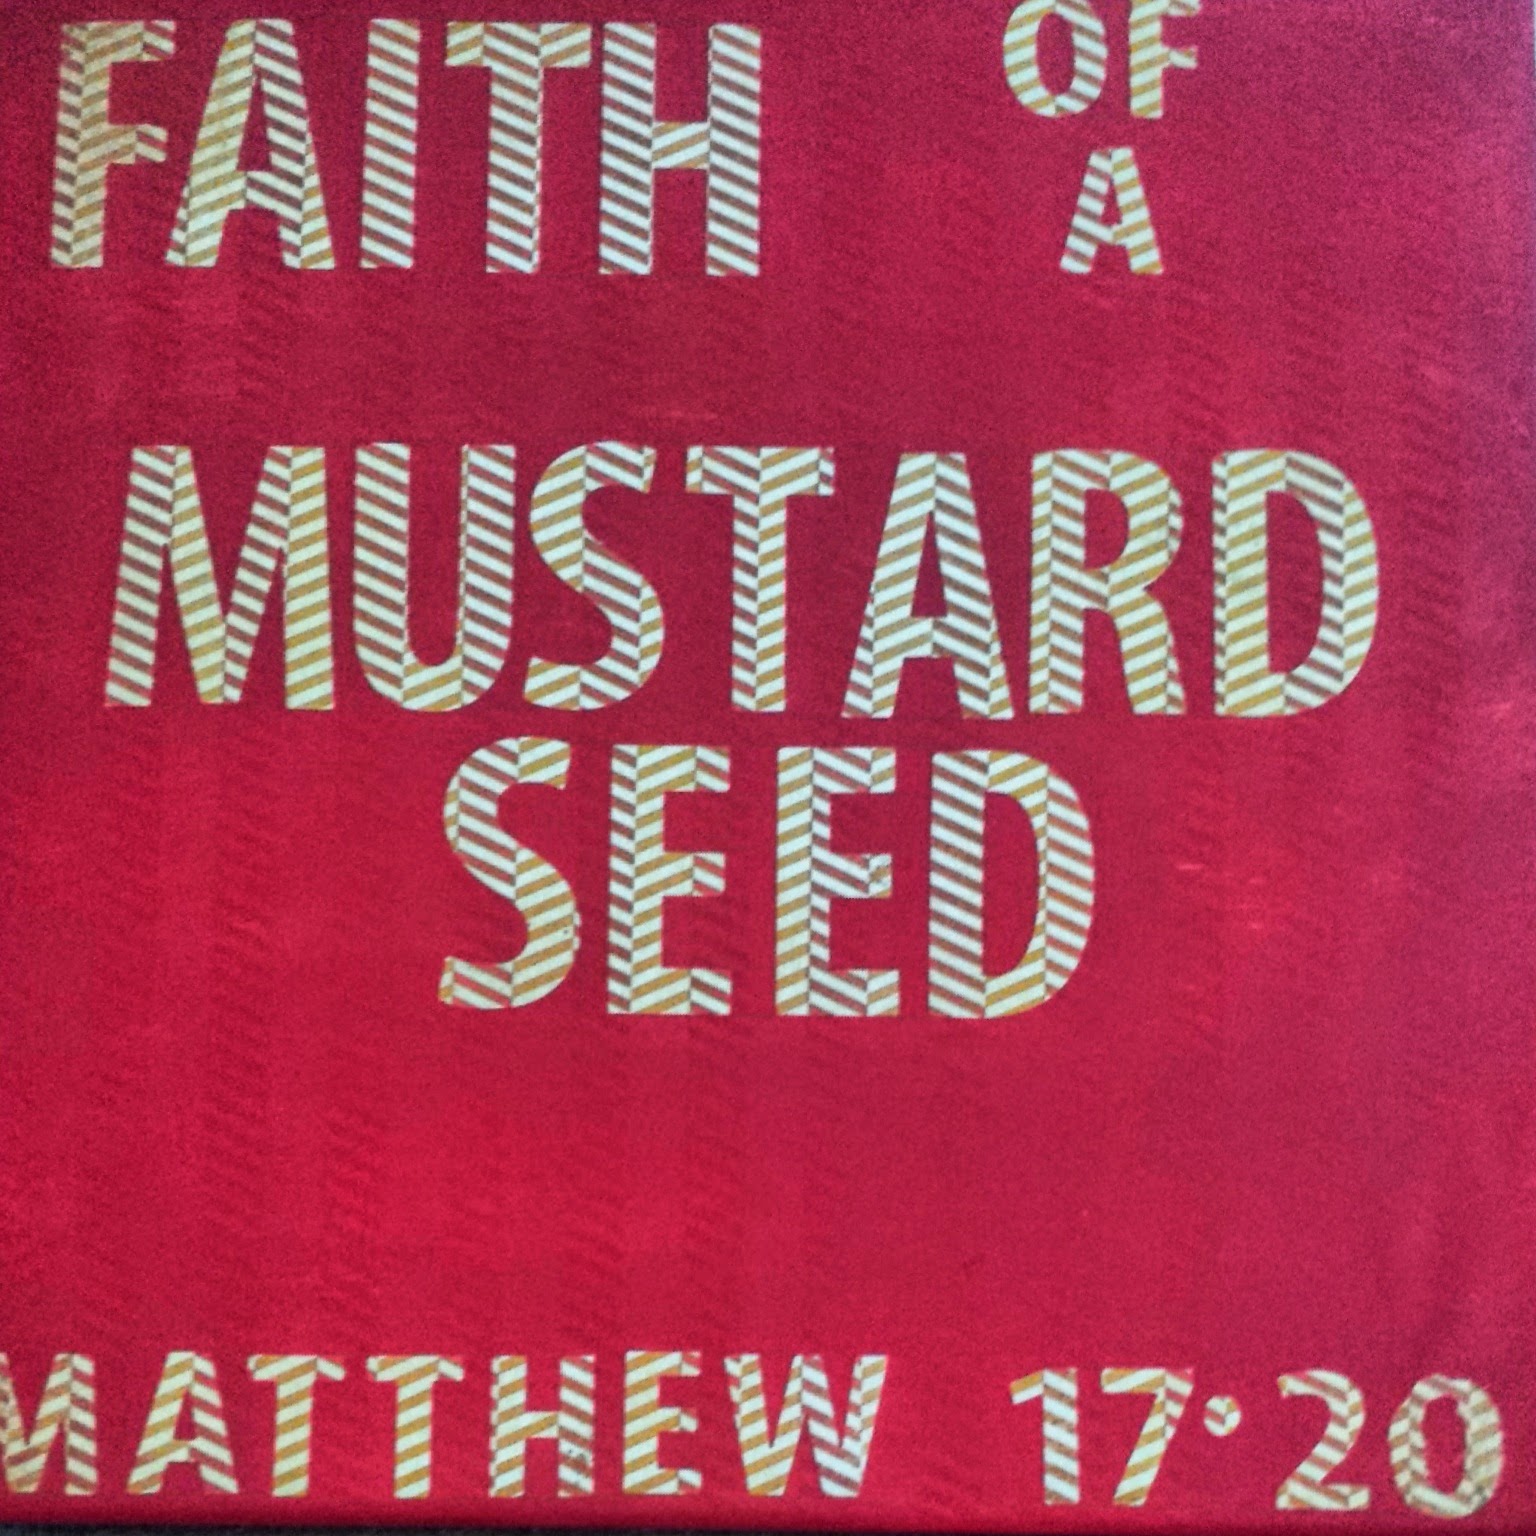 FAITH OF
A
MUSTARD
SEED
MATTHEW 17·20